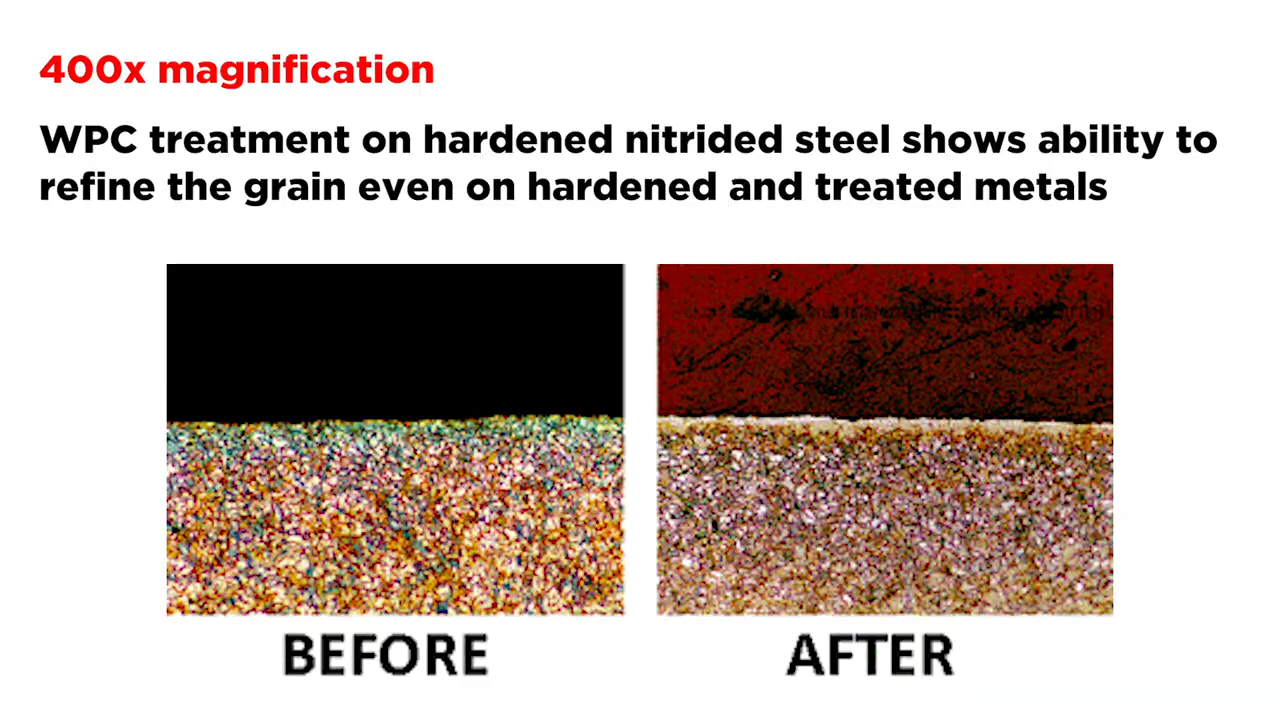 400x magnification
WPC treatment on hardened nitrided steel shows ability to
refine the grain even on hardened and treated metals
BEFORE
AFTER